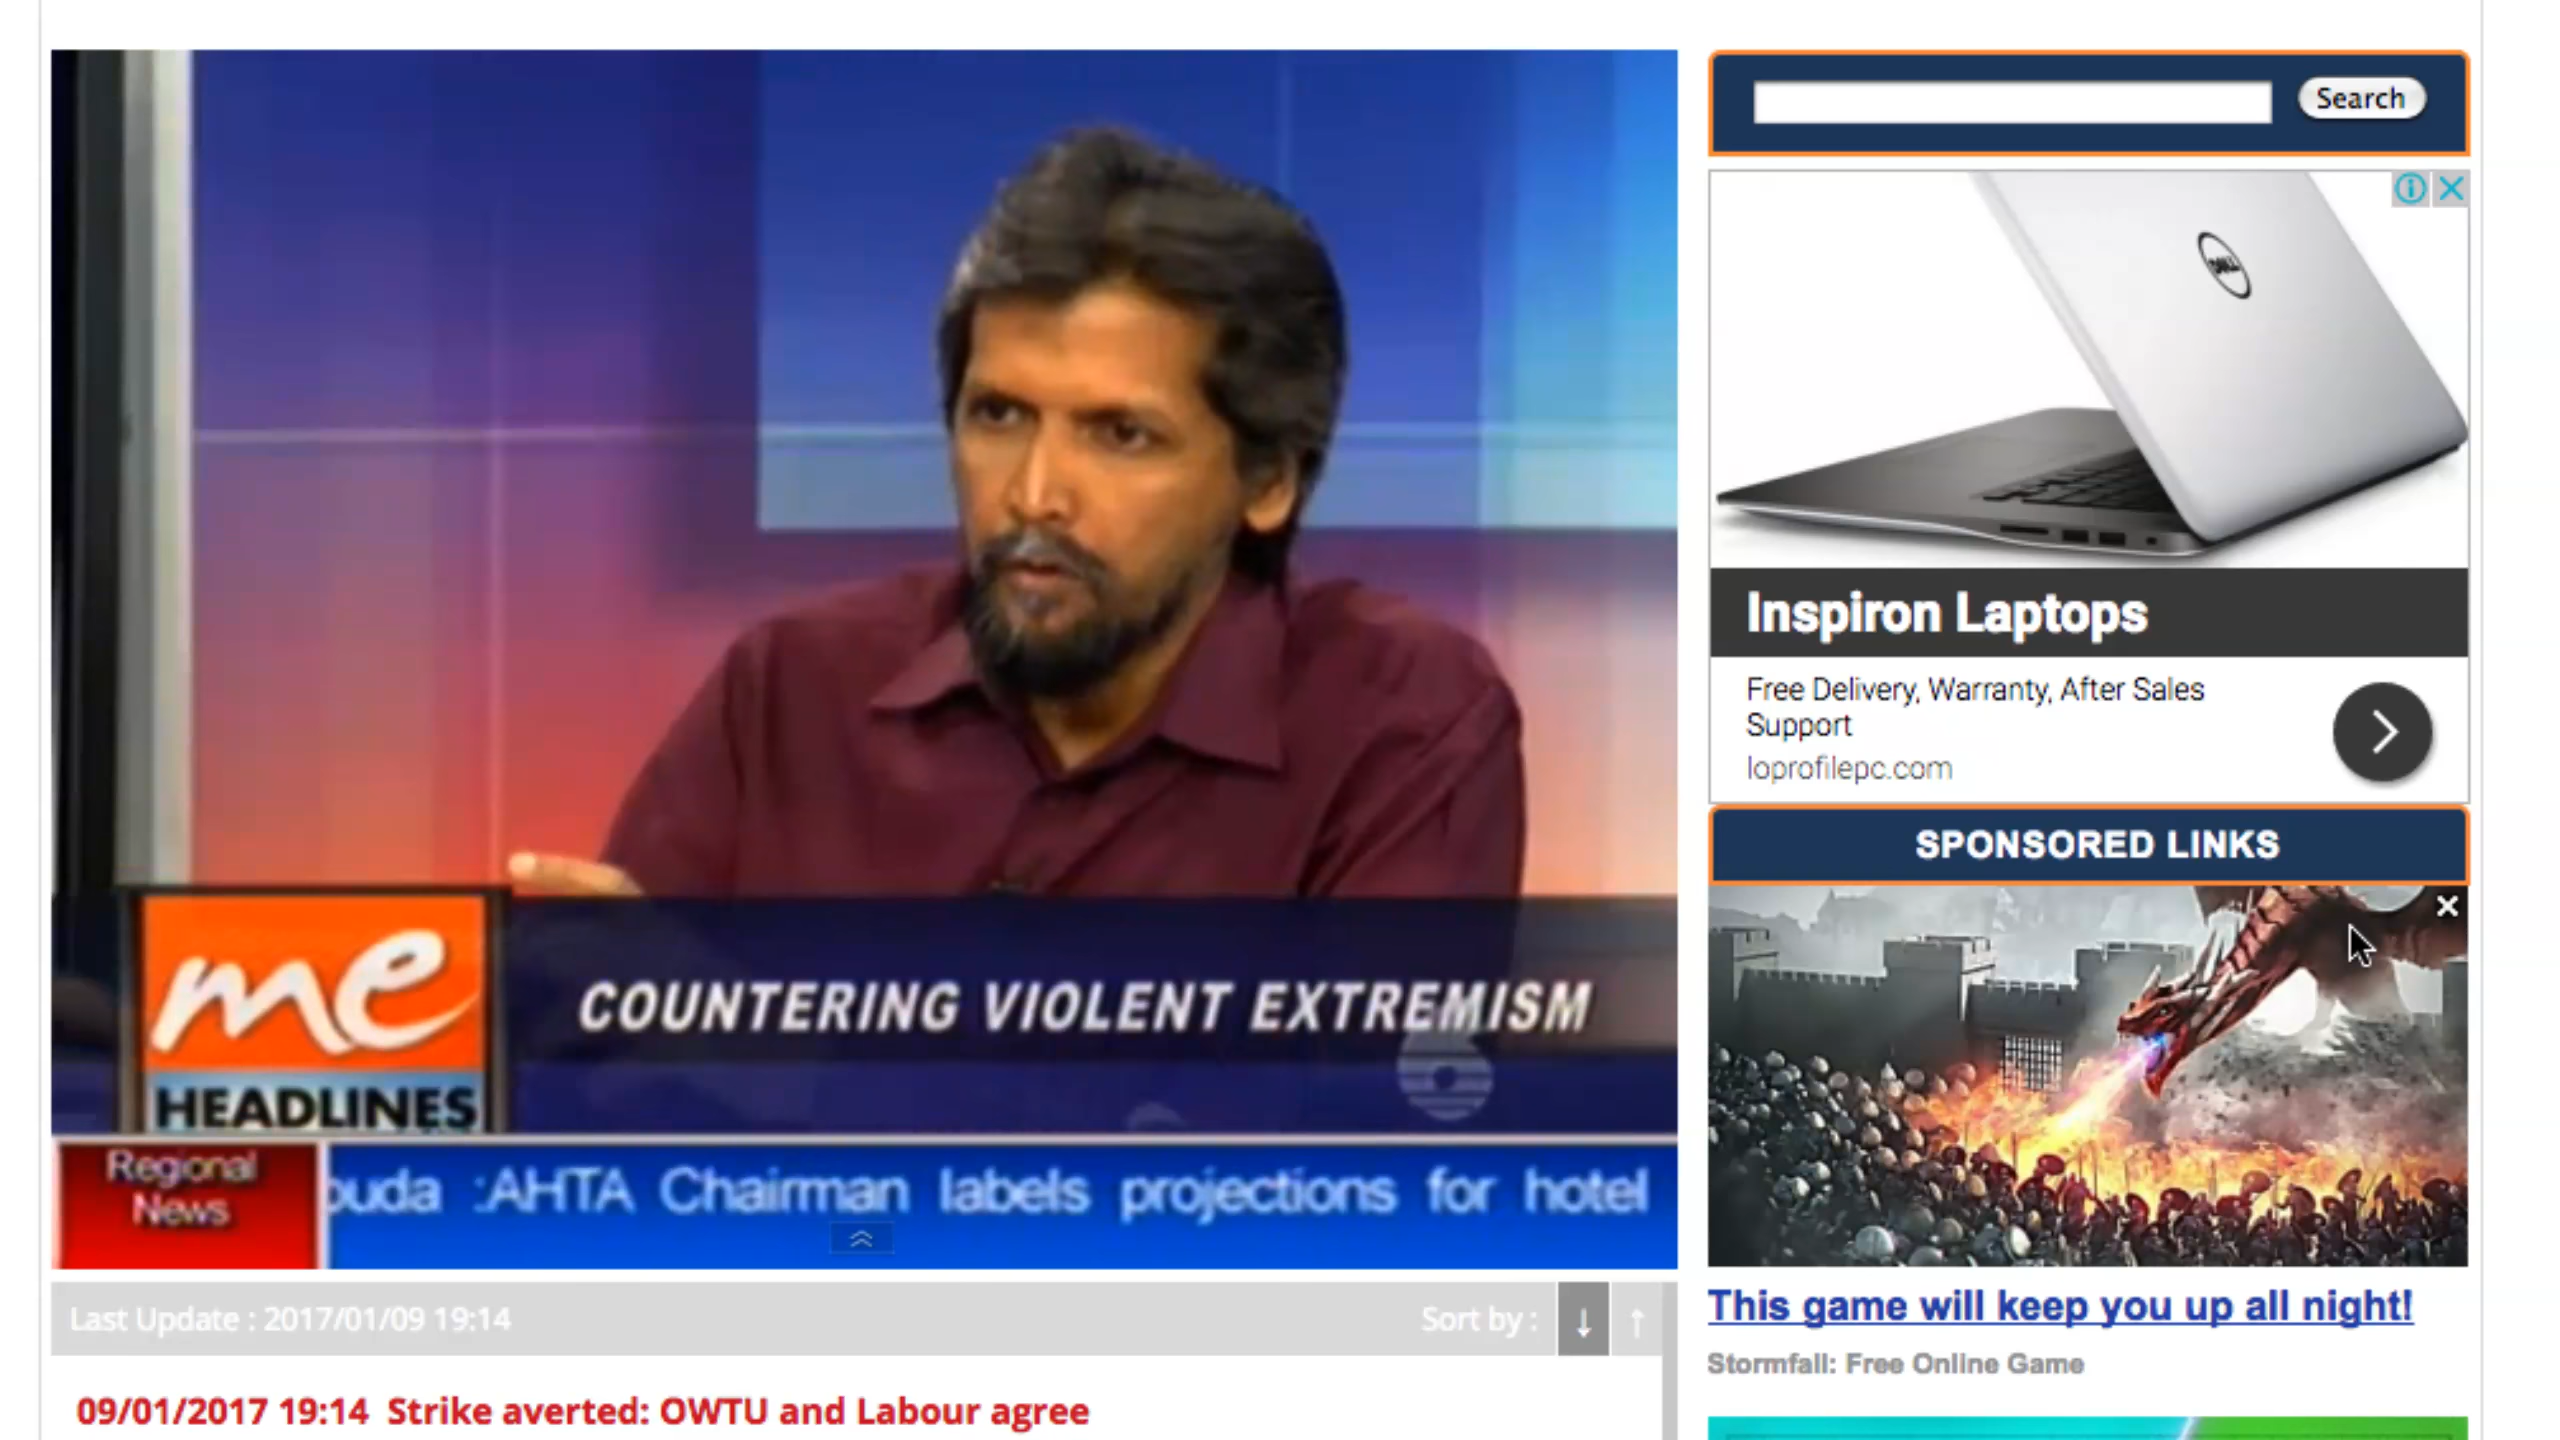 me
HEADLINES
COUNTERING VIOLENT EXTREMISM
6
Regional
News
:AHTA Chairman labels projections for hotel
Last Update : 2017/01/09 19:14
Sort by :
09/01/2017 19:14 Strike averted: OWTU and Labour agree
Search
DELL
Inspiron Laptops
Free Delivery, Warranty, After Sales
Support
loprofilepc.com
SPONSORED LINKS
This game will keep you up all night!
Stormfall: Free Online Game